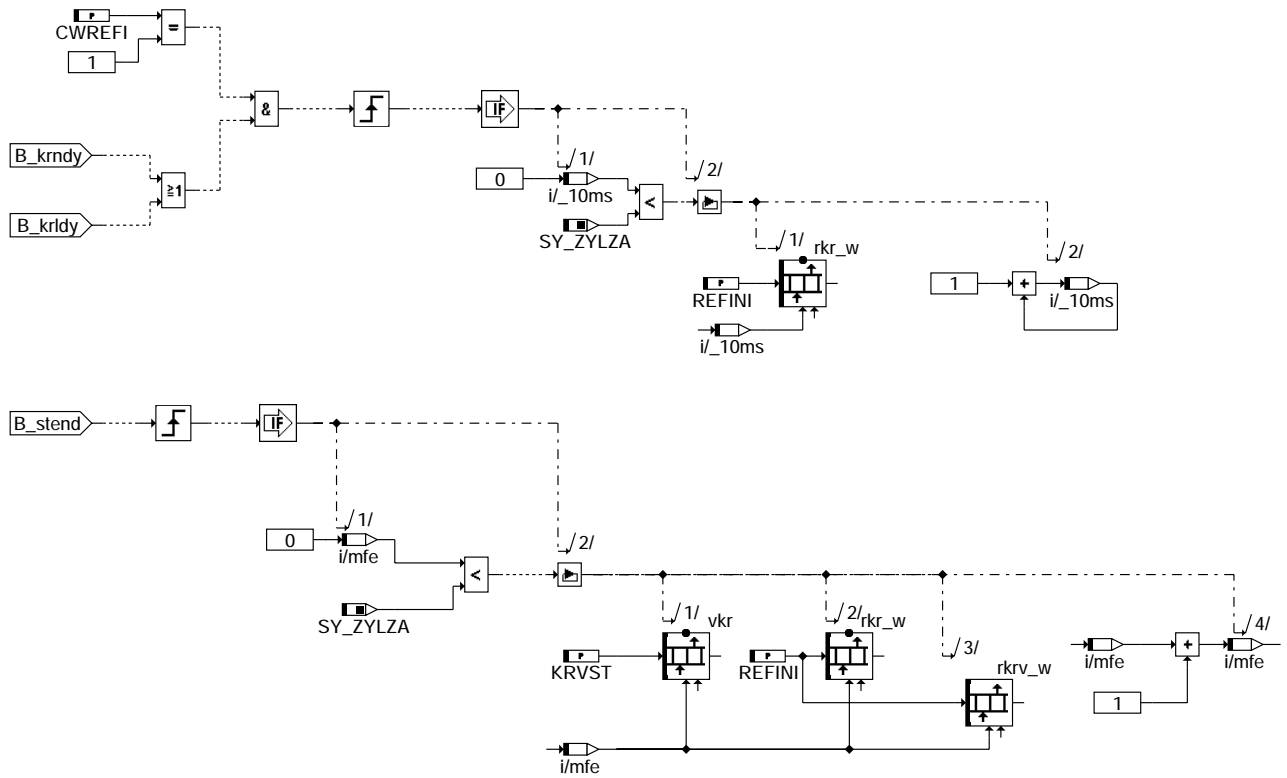 P
CWREFI
=
1
&
IF
B_krndy
≥1
B_krldy
0
/1/
i/_10ms
<
/2/
SY_ZYLZA
/1/
rkr_w
P
REFINI
i/_10ms
/2/
1
+
i/_10ms
B_stend
IF
0
/1/
i/mfe
<
/2/
SY_ZYLZA
/1/
vkr
/2/
rkr_w
/3/
/4/
P
KRVST
P
REFINI
rkrv_w
i/mfe
+
i/mfe
1
i/mfe